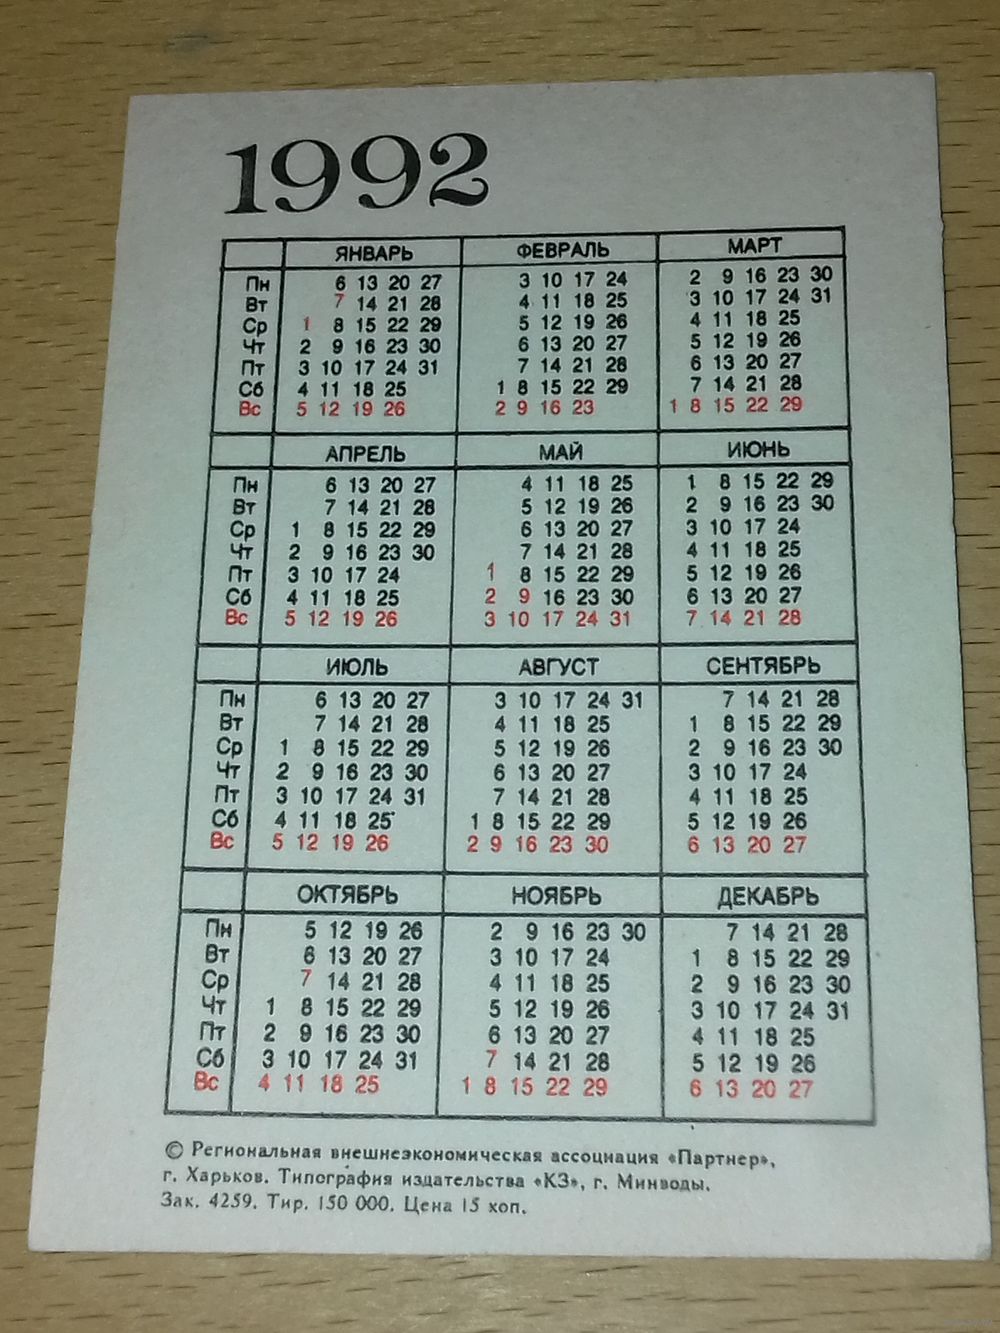 1992
ЯНВАРЬ ФЕВРАЛЬ МАРТ
Пн 6 13 20 27 3 10 17 24 2 9 16 23 30
Вт 7 14 21 28 4 11 18 25 3 10 17 24 31
Ср 1 8 15 22 29 5 12 19 26 4 11 18 25
Чт 2 9 16 23 30 6 13 20 27 5 12 19 26
Пт 3 10 17 24 31 7 14 21 28 6 13 20 27
Сб 4 11 18 25 1 8 15 22 29 7 14 21 28
Вс 5 12 19 26 2 9 16 23 1 8 15 22 29
АПРЕЛЬ МАЙ ИЮНЬ
Пн 6 13 20 27 4 11 18 25 1 8 15 22 29
Вт 7 14 21 28 5 12 19 26 2 9 16 23 30
Ср 1 8 15 22 29 6 13 20 27 3 10 17 24
Чт 2 9 16 23 30 7 14 21 28 4 11 18 25
Пт 3 10 17 24 1 8 15 22 29 5 12 19 26
Сб 4 11 18 25 2 9 16 23 30 6 13 20 27
Вс 5 12 19 26 3 10 17 24 31 7 14 21 28
ИЮЛЬ АВГУСТ СЕНТЯБРЬ
Пн 6 13 20 27 3 10 17 24 31 7 14 21 28
Вт 7 14 21 28 4 11 18 25 1 8 15 22 29
Ср 1 8 15 22 29 5 12 19 26 2 9 16 23 30
Чт 2 9 16 23 30 6 13 20 27 3 10 17 24
Пт 3 10 17 24 31 7 14 21 28 4 11 18 25
Сб 4 11 18 25 1 8 15 22 29 5 12 19 26
Вс 5 12 19 26 2 9 16 23 30 6 13 20 27
ОКТЯБРЬ НОЯБРЬ ДЕКАБРЬ
Пн 5 12 19 26 2 9 16 23 30 7 14 21 28
Вт 6 13 20 27 3 10 17 24 1 8 15 22 29
Ср 7 14 21 28 4 11 18 25 2 9 16 23 30
Чт 1 8 15 22 29 5 12 19 26 3 10 17 24 31
Пт 2 9 16 23 30 6 13 20 27 4 11 18 25
Сб 3 10 17 24 31 7 14 21 28 5 12 19 26
Вс 4 11 18 25 1 8 15 22 29 6 13 20 27
© Региональная внешнеэкономическая ассоциация «Партнер»,
г. Харьков. Типография издательства «КЗ», г. Минводы.
Зак. 4259. Тир. 150 000. Цена 15 коп.